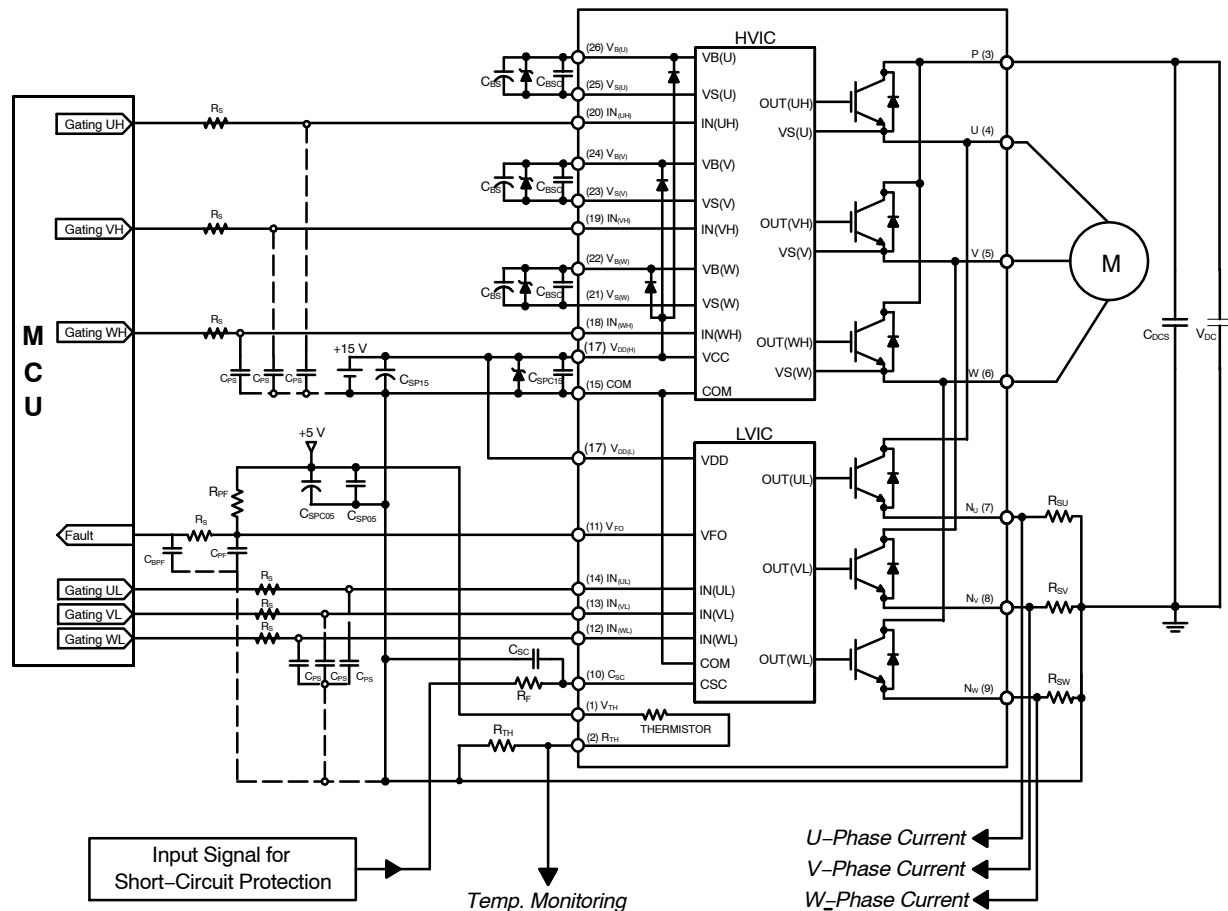 HVIC
(26) VB(U)
VB(U)
P (3)
CBS
CBSC
(25) VS(U)
VS(U)
OUT(UH)
RS
Gating UH
(20) IN(UH)
IN(UH)
VS(U)
U (4)
(24) VB(V)
VB(V)
CBS
CBSC
(23) VS(V)
VS(V)
RS
Gating VH
(19) IN(VH)
IN(VH)
OUT(VH)
VS(V)
V (5)
M
(22) VB(W)
VB(W)
CBS
CBSC
(21) VS(W)
VS(W)
RS
Gating WH
(18) IN(WH)
IN(WH)
OUT(WH)
CDCS
VDC
MCU
+15 V
(17) VDD(H)
VCC
CPS
CPS
CPS
CSP15
CSPC15
VS(W)
W (6)
(15) COM
COM
LVIC
+5 V
(17) VDD(L)
VDD
OUT(UL)
RPF
CSPC05
CSP05
RSU
NU (7)
RS
Fault
(11) VFO
VFO
CBPF
CPF
OUT(VL)
RS
Gating UL
(14) IN(UL)
IN(UL)
RS
Gating VL
(13) IN(VL)
IN(VL)
NV (8)
RSV
RS
Gating WL
(12) IN(WL)
IN(WL)
CSC
COM
OUT(WL)
CPS
CPS
CPS
RF
(10) CSC
CSC
NW (9)
RSW
(1) VTH
THERMISTOR
RTH
(2) RTH
Input Signal for
Short−Circuit Protection
Temp. Monitoring
U−Phase Current
V−Phase Current
W−Phase Current